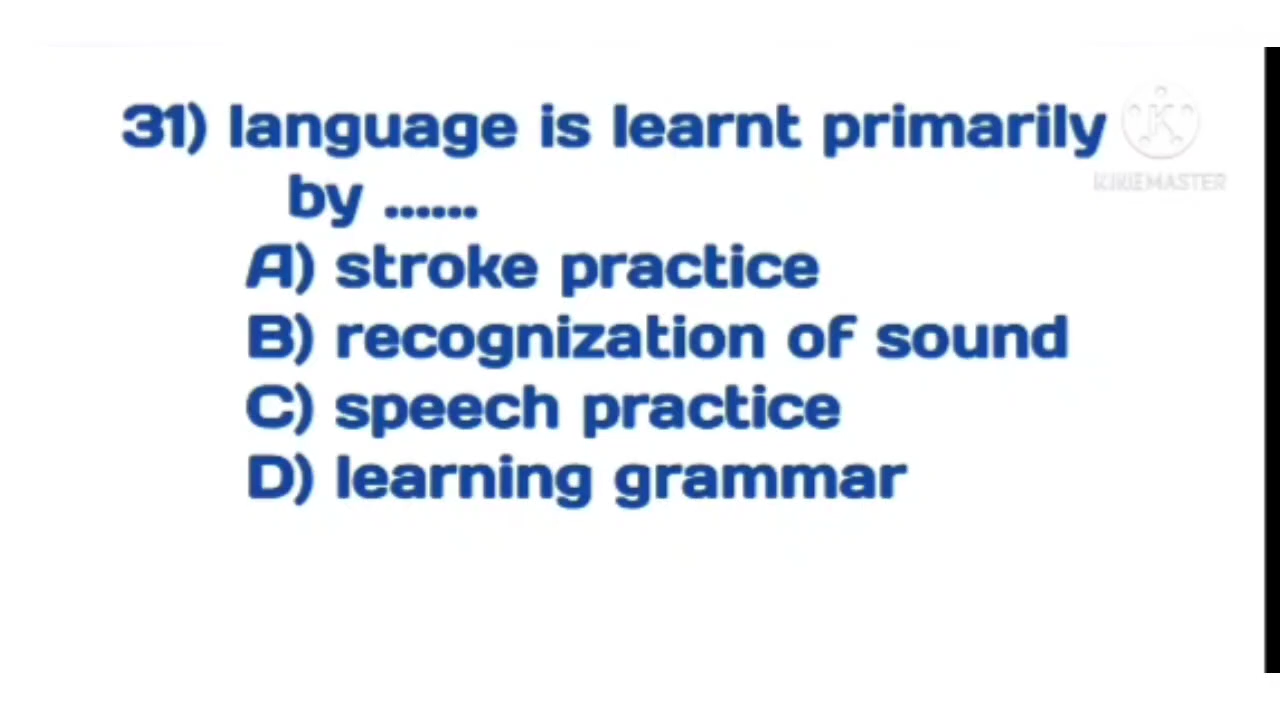 31) language is learnt primarily
by ......
A) stroke practice
B) recognization of sound
C) speech practice
D) learning grammar
K
KINEMASTER